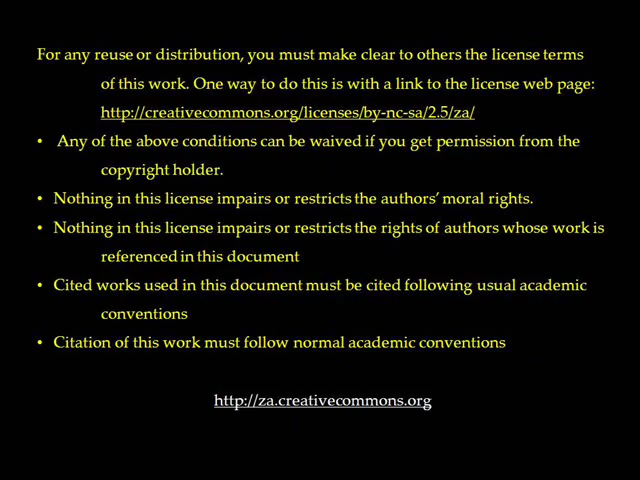 For any reuse or distribution, you must make clear to others the license terms
of this work. One way to do this is with a link to the license web page:
http://creativecommons.org/licenses/by-nc-sa/2.5/za/
• Any of the above conditions can be waived if you get permission from the
copyright holder.
• Nothing in this license impairs or restricts the authors’ moral rights.
• Nothing in this license impairs or restricts the rights of authors whose work is
referenced in this document
• Cited works used in this document must be cited following usual academic
conventions
• Citation of this work must follow normal academic conventions
http://za.creativecommons.org